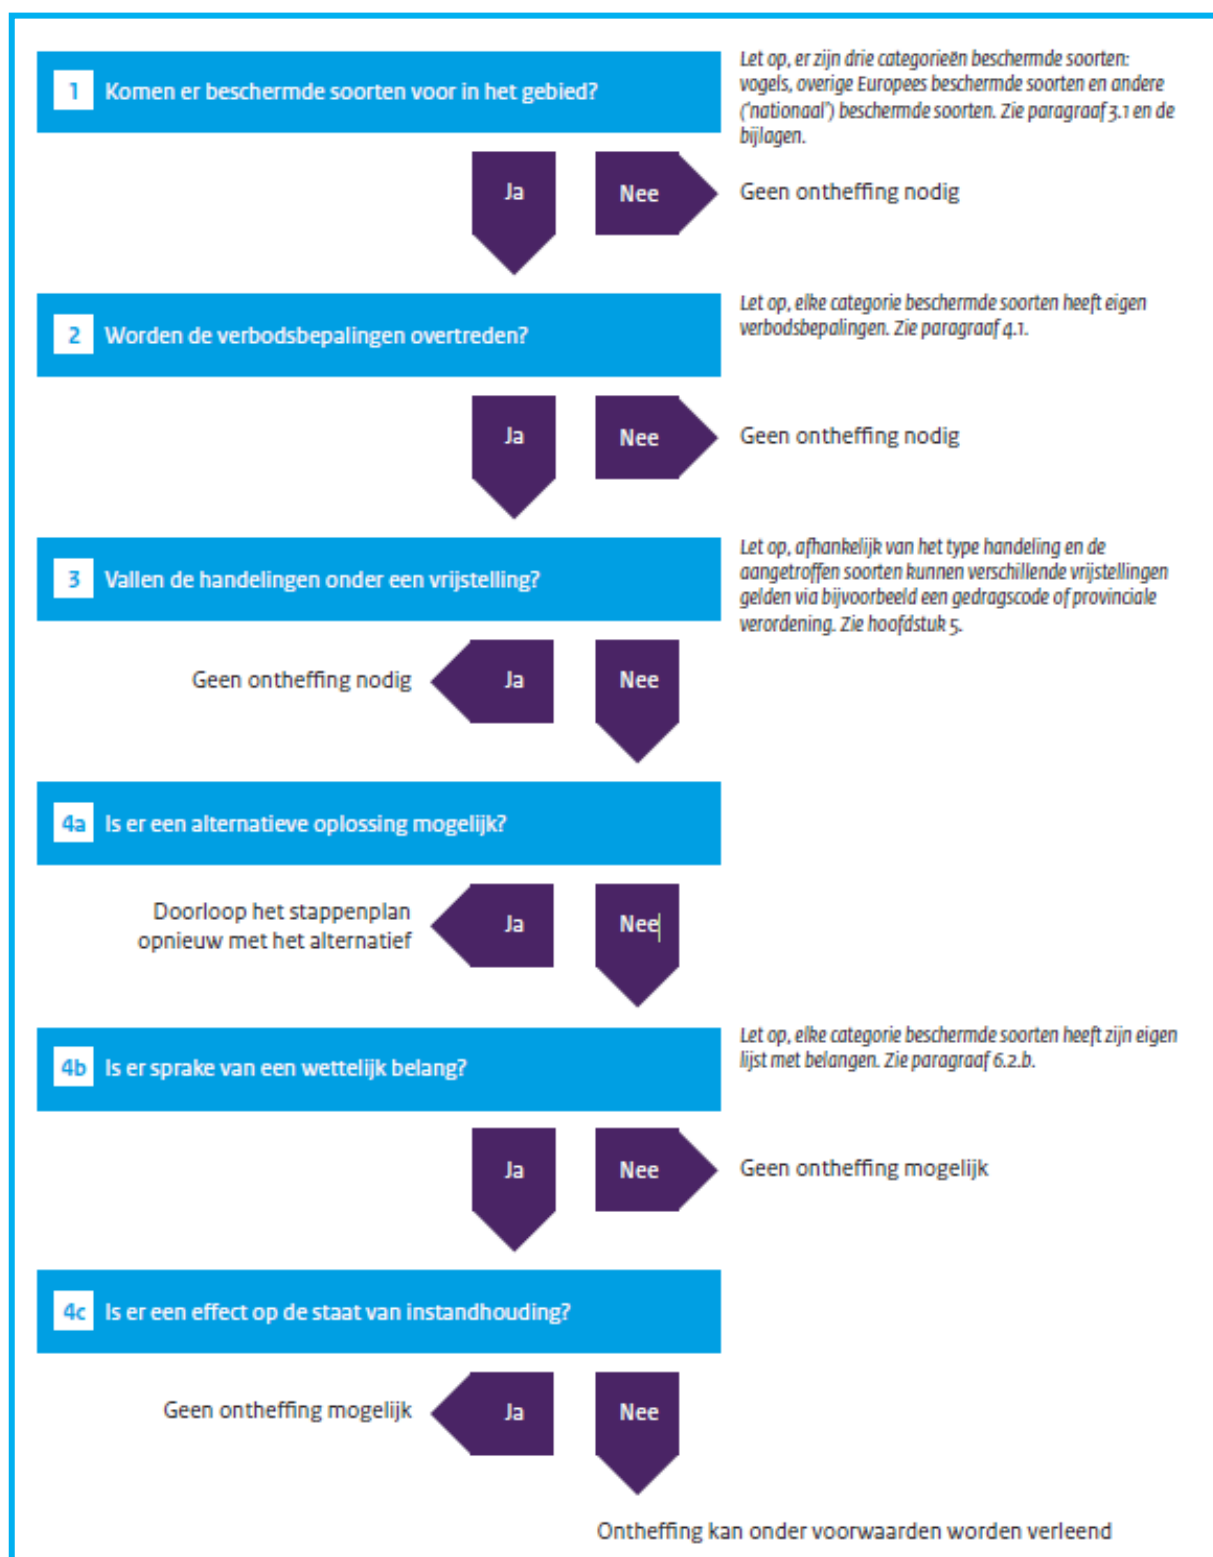 1 Komen er beschermde soorten voor in het gebied?
Let op, er zijn drie categorieën beschermde soorten:
vogels, overige Europees beschermde soorten en andere
('nationaal') beschermde soorten. Zie paragraaf 3.1 en de
bijlagen.
Ja
Nee
Geen ontheffing nodig
2 Worden de verbodsbepalingen overtreden?
Let op, elke categorie beschermde soorten heeft eigen
verbodsbepalingen. Zie paragraaf 4.1.
Ja
Nee
Geen ontheffing nodig
3 Vallen de handelingen onder een vrijstelling?
Let op, afhankelijk van het type handeling en de
aangetroffen soorten kunnen verschillende vrijstellingen
gelden via bijvoorbeeld een gedragscode of provinciale
verordening. Zie hoofdstuk 5.
Geen ontheffing nodig
Ja
Nee
4a Is er een alternatieve oplossing mogelijk?
Doorloop het stappenplan
opnieuw met het alternatief
Ja
Nee
4b Is er sprake van een wettelijk belang?
Let op, elke categorie beschermde soorten heeft zijn eigen
lijst met belangen. Zie paragraaf 6.2.b.
Ja
Nee
Geen ontheffing mogelijk
4c Is er een effect op de staat van instandhouding?
Geen ontheffing mogelijk
Ja
Nee
Ontheffing kan onder voorwaarden worden verleend